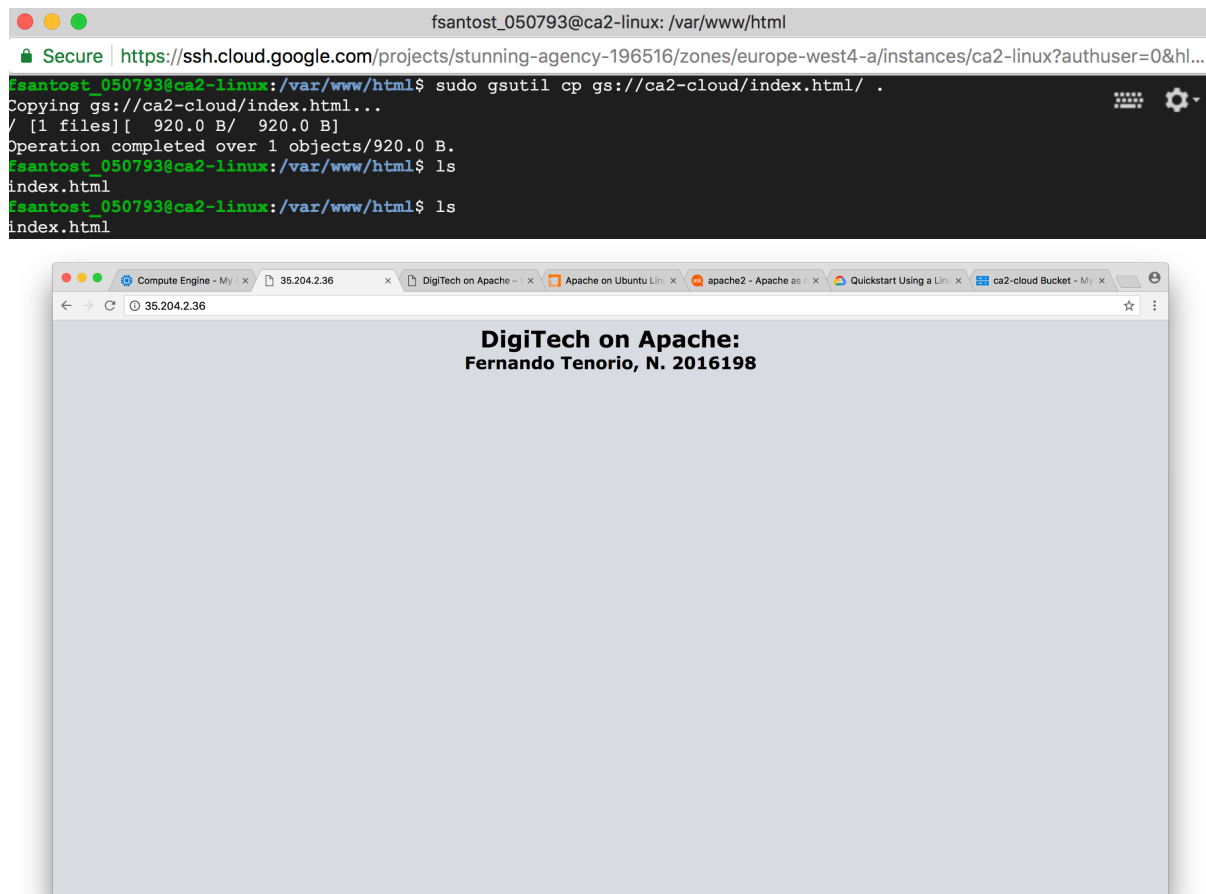 fsantost_050793@ca2-linux: /var/www/html
Secure https://ssh.cloud.google.com/projects/stunning-agency-196516/zones/europe-west4-a/instances/ca2-linux?authuser=0&hl...
fsantost_050793@ca2-linux:/var/www/html$ sudo gsutil cp gs://ca2-cloud/index.html/ .
Copying gs://ca2-cloud/index.html...
/ [1 files][  920.0 B/  920.0 B]
Operation completed over 1 objects/920.0 B.
fsantost_050793@ca2-linux:/var/www/html$ ls
index.html
fsantost_050793@ca2-linux:/var/www/html$ ls
index.html
Compute Engine - My 35.204.2.36 DigiTech on Apache – Apache on Ubuntu Linu apache2 - Apache as Quickstart Using a Lin ca2-cloud Bucket - My
35.204.2.36
DigiTech on Apache:
Fernando Tenorio, N. 2016198